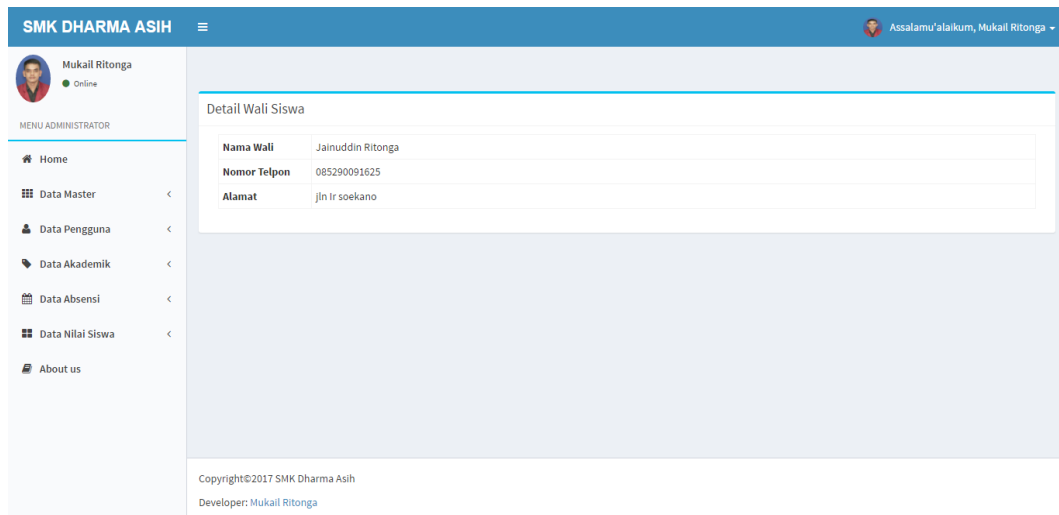 SMK DHARMA ASIH
Assalamu'alaikum, Mukail Ritonga
Mukail Ritonga
Online
MENU ADMINISTRATOR
Home
Data Master
Data Pengguna
Data Akademik
Data Absensi
Data Nilai Siswa
About us
Detail Wali Siswa
Nama Wali Jainuddin Ritonga
Nomor Telpon 085290091625
Alamat jln Ir soekano
Copyright©2017 SMK Dharma Asih
Developer: Mukail Ritonga